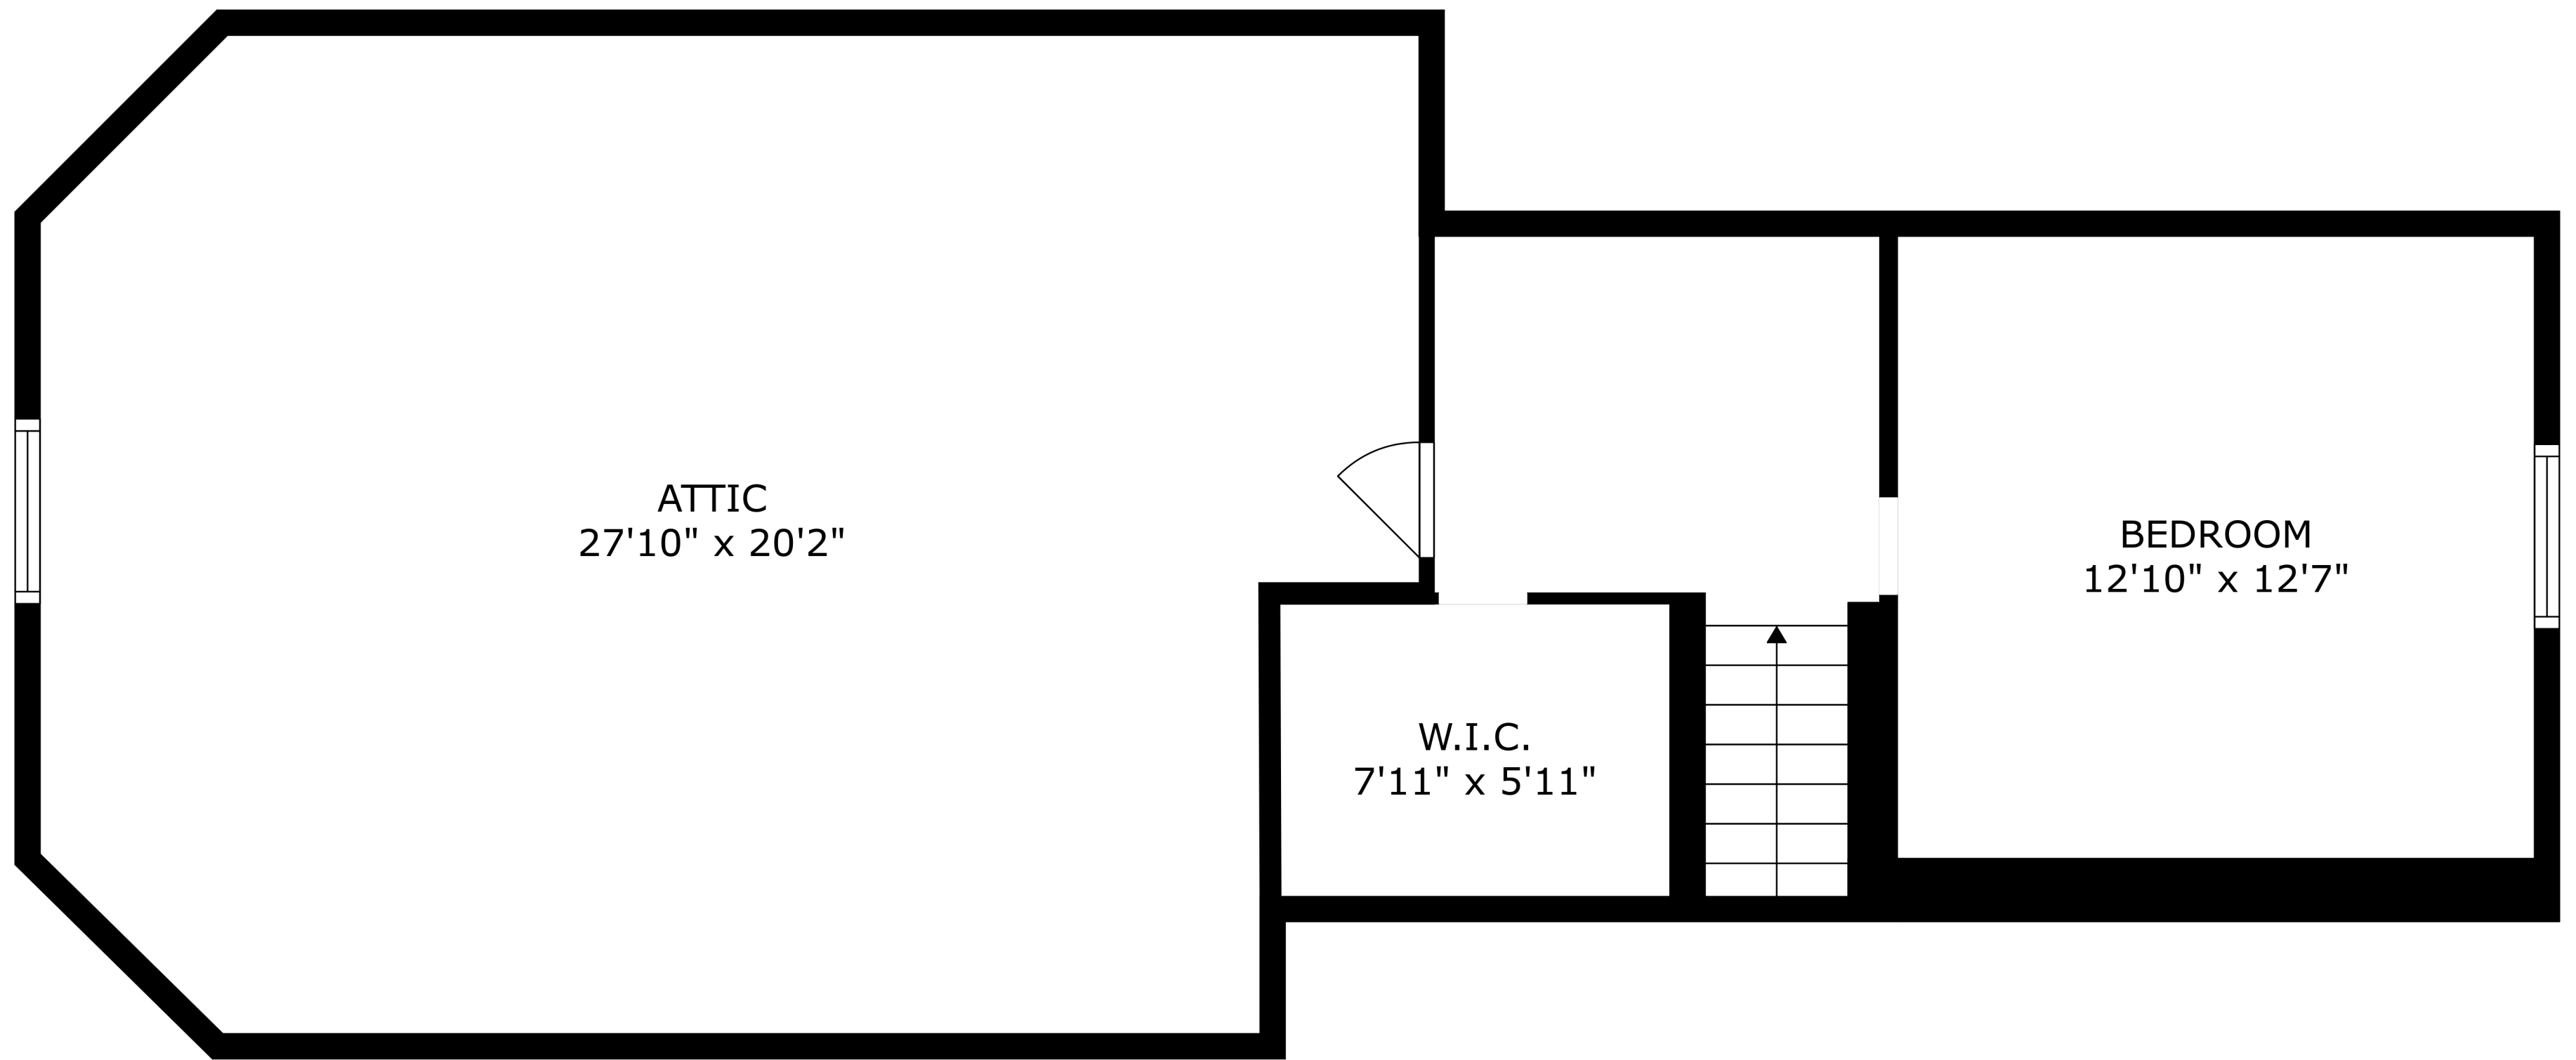 ATTIC
27'10" x 20'2"
BEDROOM
12'10" x 12'7"
W.I.C.
7'11" x 5'11"